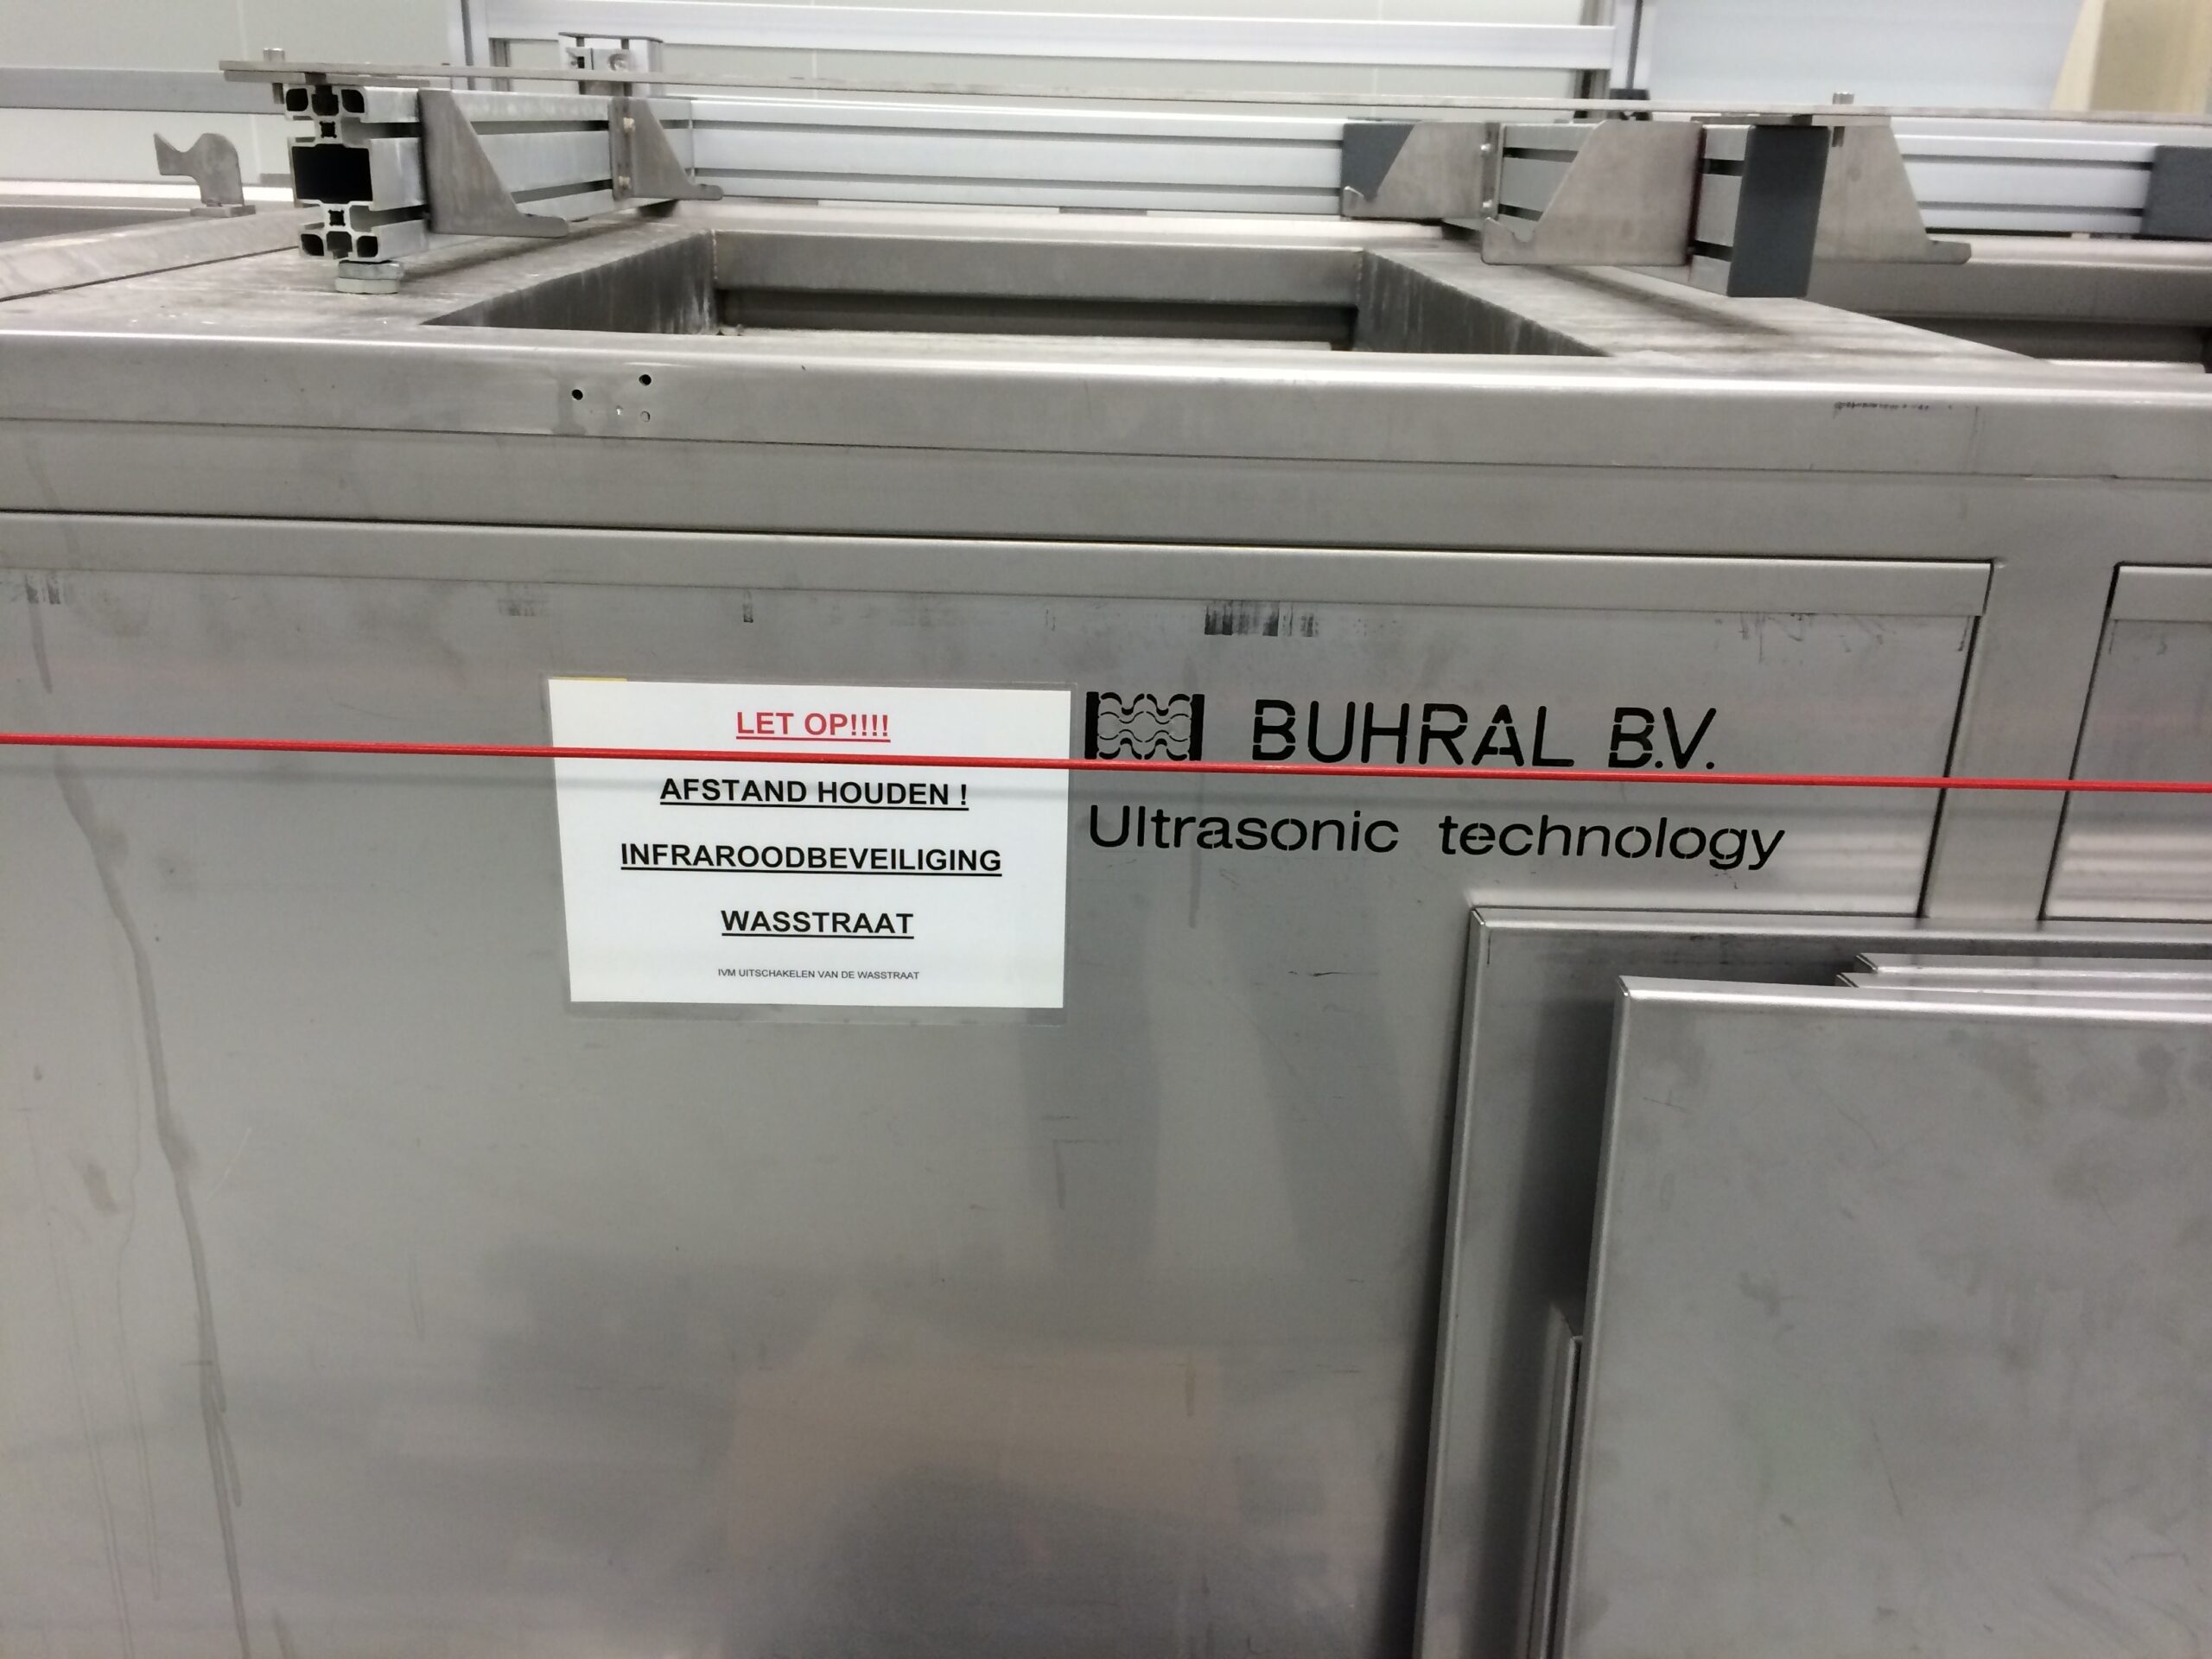 LET OP!!!!
AFSTAND HOUDEN !
INFRAROODBEVEILIGING
WASSTRAAT
IVM UITSCHAKELEN VAN DE WASSTRAAT
BUHRAL B.V.
Ultrasonic technology